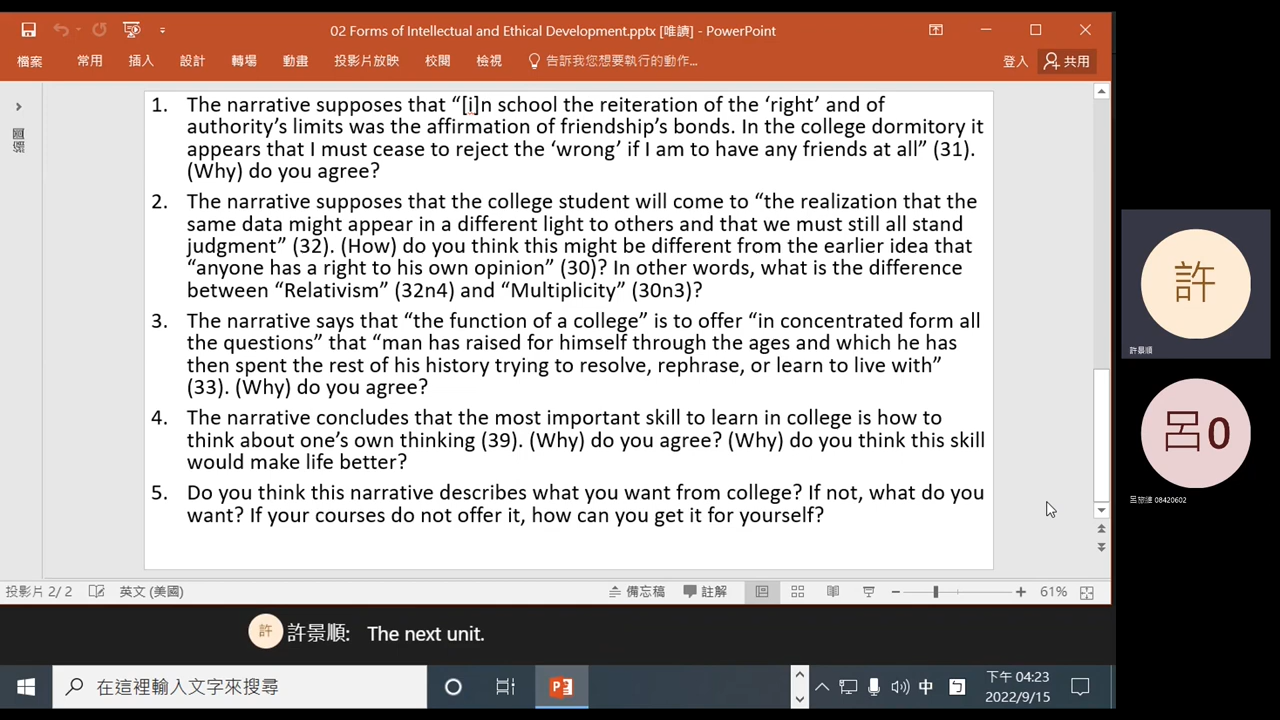 02 Forms of Intellectual and Ethical Development.pptx [唯讀] - PowerPoint
檔案 常用 插入 設計 轉場 動畫 投影片放映 校閱 檢視 告訴我您想要執行的動作... 登入 共用
1. The narrative supposes that “[i]n school the reiteration of the ‘right’ and of
authority’s limits was the affirmation of friendship’s bonds. In the college dormitory it
appears that I must cease to reject the ‘wrong’ if I am to have any friends at all” (31).
(Why) do you agree?
2. The narrative supposes that the college student will come to “the realization that the
same data might appear in a different light to others and that we must still all stand
judgment” (32). (How) do you think this might be different from the earlier idea that
“anyone has a right to his own opinion” (30)? In other words, what is the difference
between “Relativism” (32n4) and “Multiplicity” (30n3)?
3. The narrative says that “the function of a college” is to offer “in concentrated form all
the questions” that “man has raised for himself through the ages and which he has
then spent the rest of his history trying to resolve, rephrase, or learn to live with”
(33). (Why) do you agree?
4. The narrative concludes that the most important skill to learn in college is how to
think about one’s own thinking (39). (Why) do you agree? (Why) do you think this skill
would make life better?
5. Do you think this narrative describes what you want from college? If not, what do you
want? If your courses do not offer it, how can you get it for yourself?
許
許景順
呂0
08420602
投影片 2/2 英文 (美國) 備忘稿 註解 61%
許 許景順: The next unit.
在這裡輸入文字來搜尋
中
下午 04:23
2022/9/15